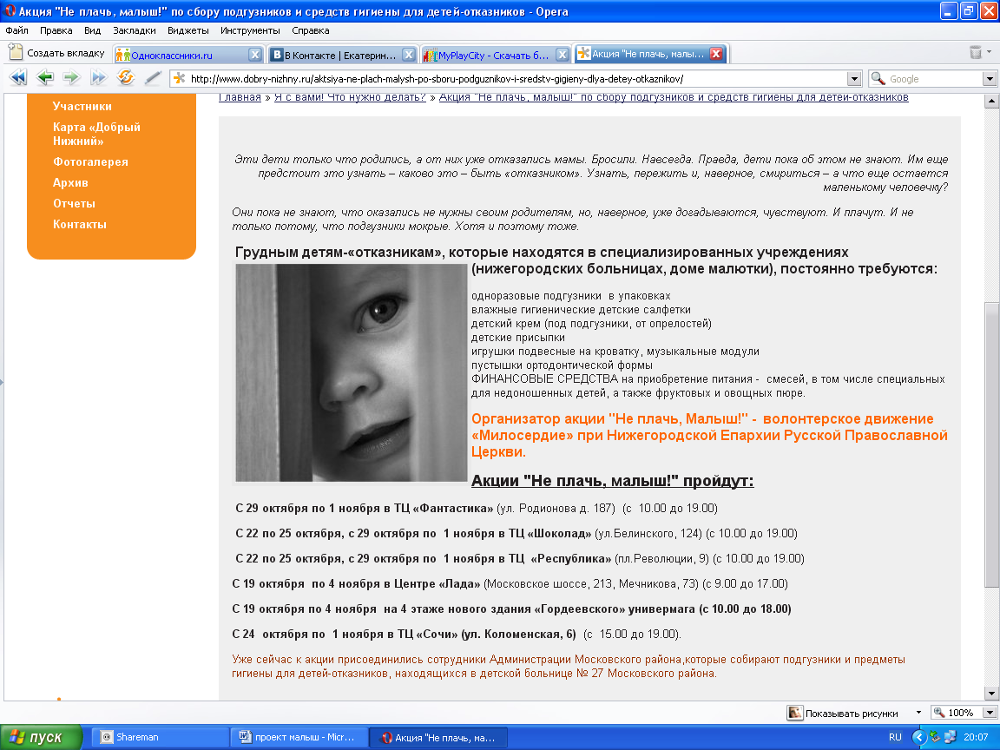 Акция "Не плачь, малыш!" по сбору подгузников и средств гигиены для детей-отказников - Opera
Файл Правка Вид Закладки Виджеты Инструменты Справка
Создать вкладку Одноклассники.ru В Контакте | Екатерин... MyPlayCity - Скачать б... Акция "Не плачь, малы...
http://www.dobry-nizhny.ru/aktsiya-ne-plach-malysh-po-sboru-podguznikov-i-sredstv-gigieny-dlya-detey-otkaznikov/ Google
Главная » Я с вами! Что нужно делать? » Акция "Не плачь, малыш!" по сбору подгузников и средств гигиены для детей-отказников
Участники
Карта «Добрый
Нижний»
Фотогалерея
Архив
Отчеты
Контакты
Эти дети только что родились, а от них уже отказались мамы. Бросили. Навсегда. Правда, дети пока об этом не знают. Им еще
предстоит это узнать – каково это – быть «отказником». Узнать, пережить и, наверное, смириться – а что еще остается
маленькому человечку?
Они пока не знают, что оказались не нужны своим родителям, но, наверное, уже догадываются, чувствуют. И плачут. И не
только потому, что подгузники мокрые. Хотя и поэтому тоже.
Грудным детям-«отказникам», которые находятся в специализированных учреждениях
(нижегородских больницах, доме малютки), постоянно требуются:
одноразовые подгузники в упаковках
влажные гигиенические детские салфетки
детский крем (под подгузники, от опрелостей)
детские присыпки
игрушки подвесные на кроватку, музыкальные модули
пустышки ортодонтической формы
ФИНАНСОВЫЕ СРЕДСТВА на приобретение питания - смесей, в том числе специальных
для недоношенных детей, а также фруктовых и овощных пюре.
Организатор акции "Не плачь, Малыш!" - волонтерское движение
«Милосердие» при Нижегородской Епархии Русской Православной
Церкви.
Акции "Не плачь, малыш!" пройдут:
С 29 октября по 1 ноября в ТЦ «Фантастика» (ул. Родионова д. 187) (с 10.00 до 19.00)
С 22 по 25 октября, с 29 октября по 1 ноября в ТЦ «Шоколад» (ул.Белинского, 124) (с 10.00 до 19.00)
С 22 по 25 октября, с 29 октября по 1 ноября в ТЦ «Республика» (пл.Революции, 9) (с 10.00 до 19.00)
С 19 октября по 4 ноября в Центре «Лада» (Московское шоссе, 213, Мечникова, 73) (с 9.00 до 17.00)
С 19 октября по 4 ноября на 4 этаже нового здания «Гордеевского» универмага (с 10.00 до 18.00)
С 24 октября по 1 ноября в ТЦ «Сочи» (ул. Коломенская, 6) (с 15.00 до 19.00).
Уже сейчас к акции присоединились сотрудники Администрации Московского района,которые собирают подгузники и предметы
гигиены для детей-отказников, находящихся в детской больнице № 27 Московского района.
Показывать рисунки 100%
пуск Shareman проект малыш - Micr... Акция "Не плачь, ма... RU 20:07